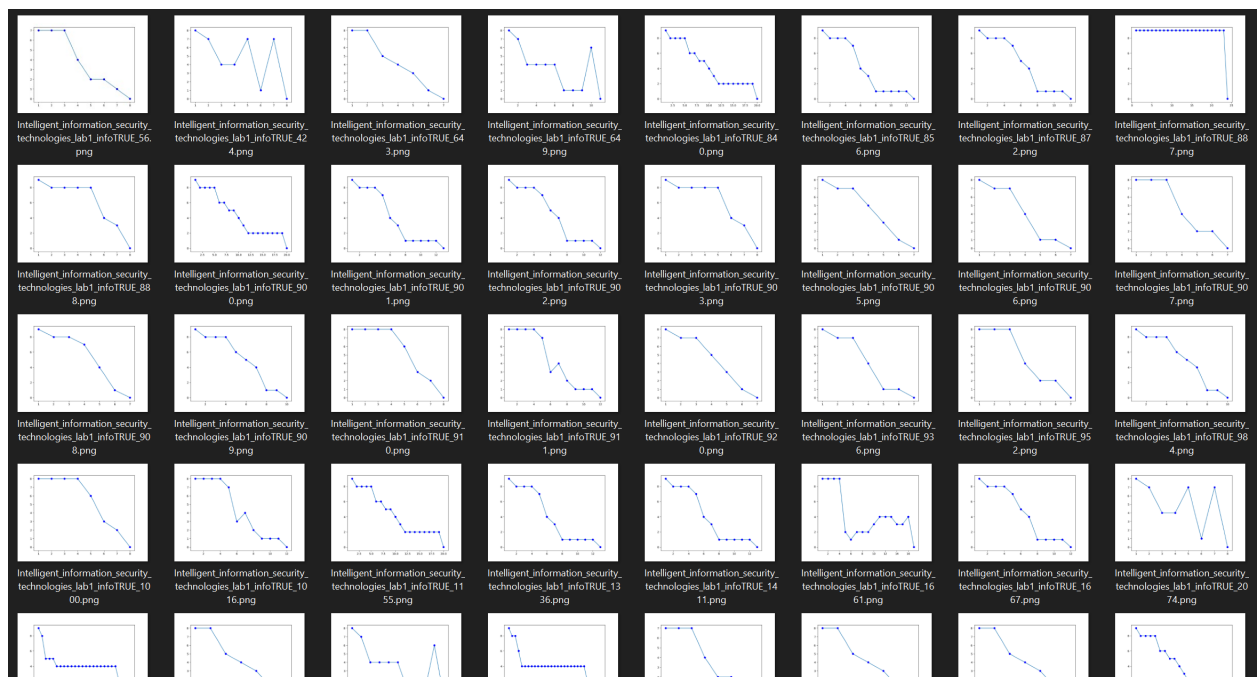 Intelligent_information_security_
technologies_lab1_infoTRUE_56.
png
Intelligent_information_security_
technologies_lab1_infoTRUE_42
4.png
Intelligent_information_security_
technologies_lab1_infoTRUE_64
3.png
Intelligent_information_security_
technologies_lab1_infoTRUE_64
9.png
Intelligent_information_security_
technologies_lab1_infoTRUE_84
0.png
Intelligent_information_security_
technologies_lab1_infoTRUE_85
6.png
Intelligent_information_security_
technologies_lab1_infoTRUE_87
2.png
Intelligent_information_security_
technologies_lab1_infoTRUE_88
7.png
Intelligent_information_security_
technologies_lab1_infoTRUE_88
8.png
Intelligent_information_security_
technologies_lab1_infoTRUE_90
0.png
Intelligent_information_security_
technologies_lab1_infoTRUE_90
1.png
Intelligent_information_security_
technologies_lab1_infoTRUE_90
2.png
Intelligent_information_security_
technologies_lab1_infoTRUE_90
3.png
Intelligent_information_security_
technologies_lab1_infoTRUE_90
5.png
Intelligent_information_security_
technologies_lab1_infoTRUE_90
6.png
Intelligent_information_security_
technologies_lab1_infoTRUE_90
7.png
Intelligent_information_security_
technologies_lab1_infoTRUE_90
8.png
Intelligent_information_security_
technologies_lab1_infoTRUE_90
9.png
Intelligent_information_security_
technologies_lab1_infoTRUE_91
0.png
Intelligent_information_security_
technologies_lab1_infoTRUE_91
1.png
Intelligent_information_security_
technologies_lab1_infoTRUE_92
0.png
Intelligent_information_security_
technologies_lab1_infoTRUE_93
6.png
Intelligent_information_security_
technologies_lab1_infoTRUE_95
2.png
Intelligent_information_security_
technologies_lab1_infoTRUE_98
4.png
Intelligent_information_security_
technologies_lab1_infoTRUE_10
00.png
Intelligent_information_security_
technologies_lab1_infoTRUE_10
16.png
Intelligent_information_security_
technologies_lab1_infoTRUE_11
55.png
Intelligent_information_security_
technologies_lab1_infoTRUE_13
36.png
Intelligent_information_security_
technologies_lab1_infoTRUE_14
11.png
Intelligent_information_security_
technologies_lab1_infoTRUE_16
61.png
Intelligent_information_security_
technologies_lab1_infoTRUE_16
67.png
Intelligent_information_security_
technologies_lab1_infoTRUE_20
74.png